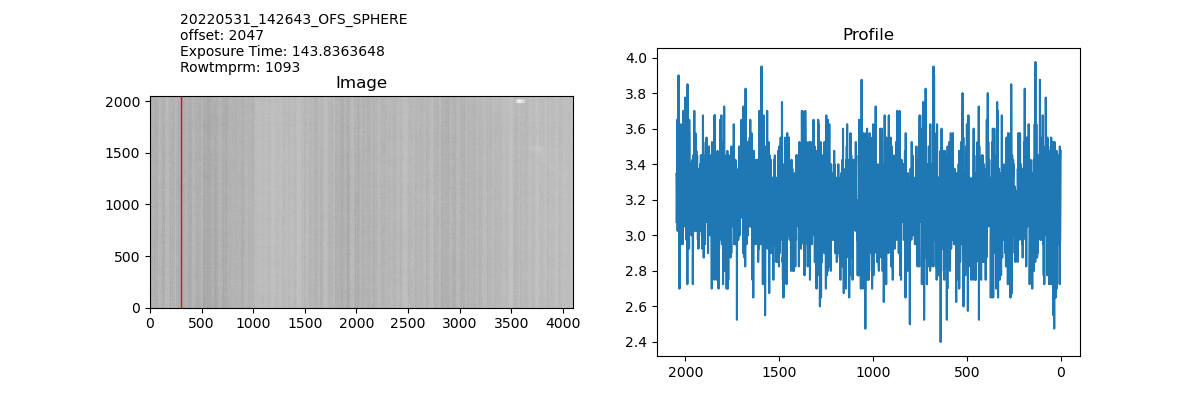 20220531_142643_OFS_SPHERE
offset: 2047
Exposure Time: 143.8363648
Rowtmprm: 1093
Image
2000
1500
1000
500
0
0 500 1000 1500 2000 2500 3000 3500 4000
Profile
4.0
3.8
3.6
3.4
3.2
3.0
2.8
2.6
2.4
2000 1500 1000 500 0